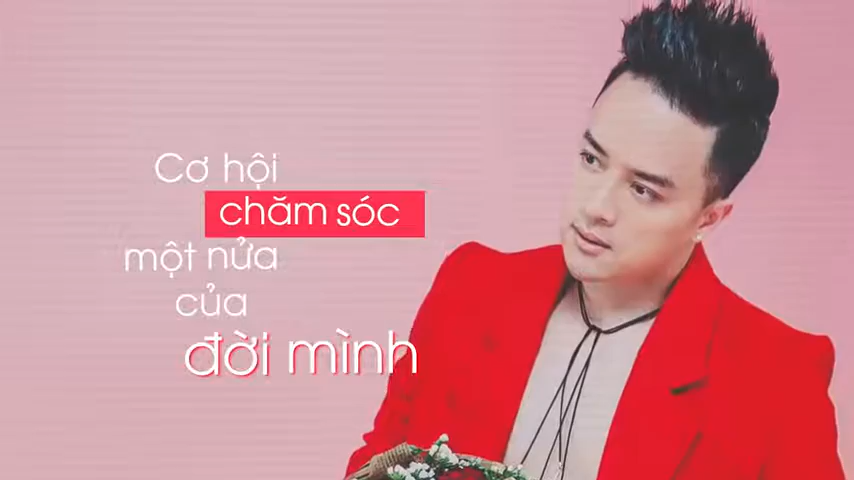 Cơ hội
chăm sóc
một nửa
của
đời mình